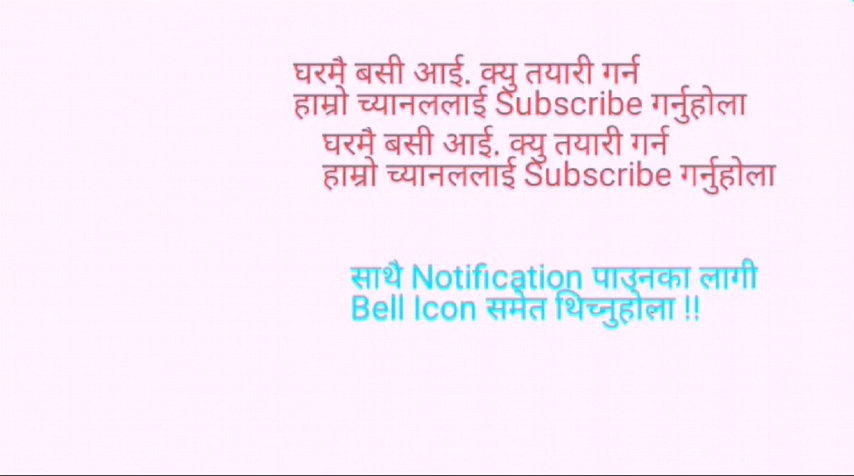 घरमै बसी आई. क्यु तयारी गर्न
हाम्रो च्यानललाई Subscribe गर्नुहोला
घरमै बसी आई. क्यु तयारी गर्न
हाम्रो च्यानललाई Subscribe गर्नुहोला
साथै Notification पाउनका लागी
Bell Icon समेत थिच्नुहोला !!